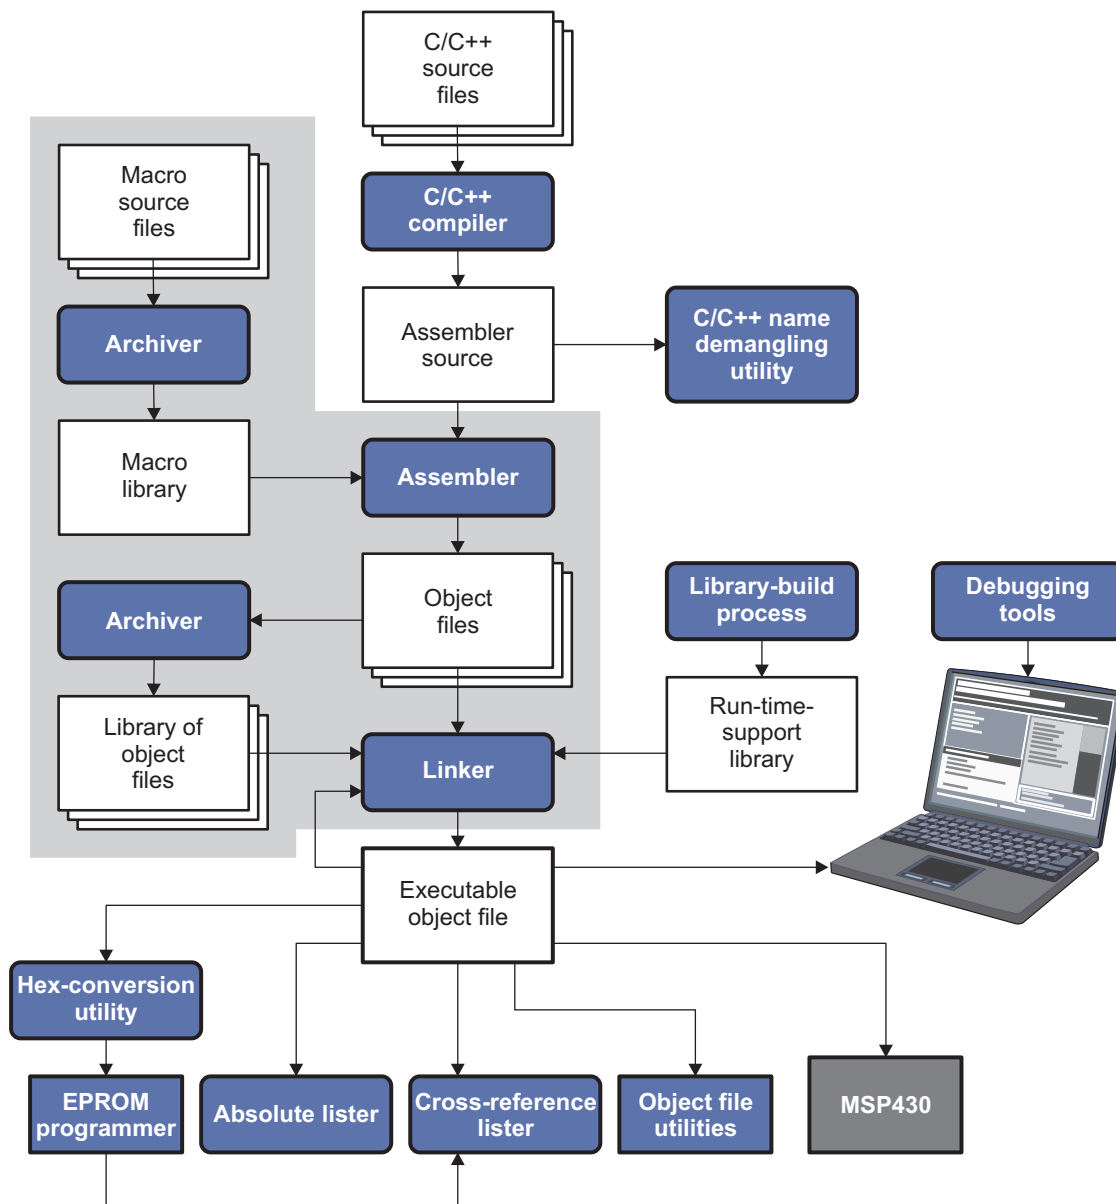 C/C++
source
files
Macro
source
files
C/C++
compiler
Archiver
Assembler
source
C/C++ name
demangling
utility
Macro
library
Assembler
Archiver
Object
files
Library-build
process
Debugging
tools
Library of
object
files
Linker
Run-time-
support
library
Executable
object file
Hex-conversion
utility
EPROM
programmer
Absolute lister
Cross-reference
lister
Object file
utilities
MSP430